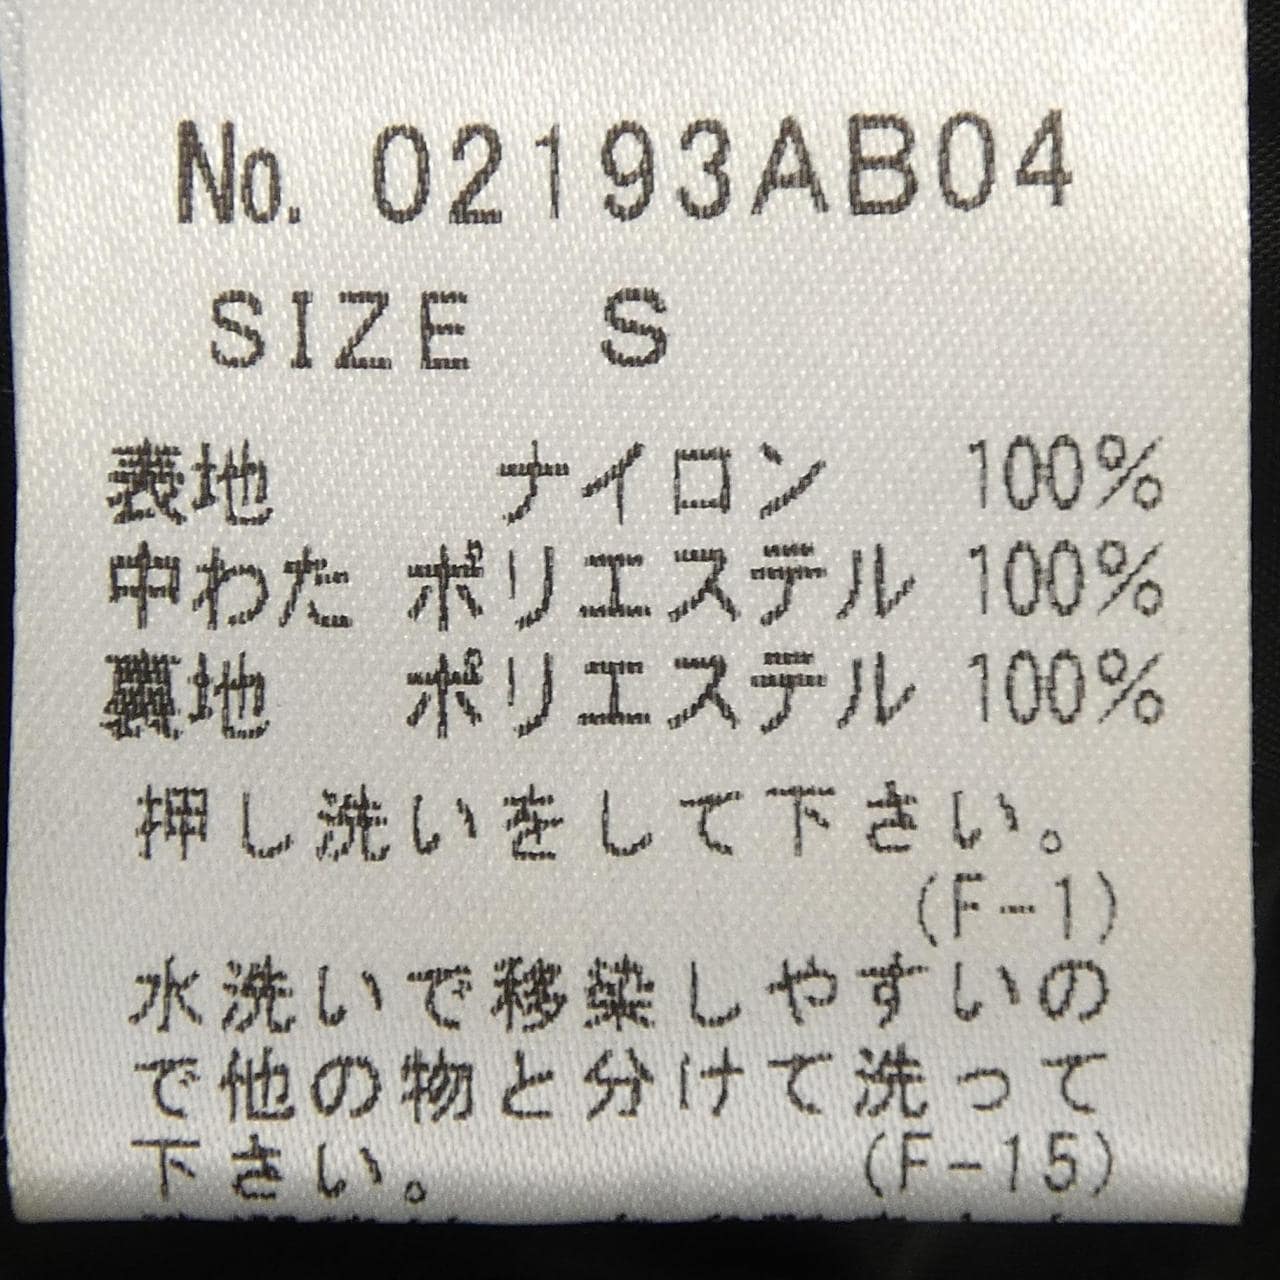 No. 02193AB04
SIZE S
表地 ナイロン 100%
中わた ポリエステル 100%
裏地 ポリエステル 100%
押し洗いをして下さい。
(F-1)
水洗いで移染しやすいの
で他の物と分けて洗って
下さい。 (F-15)